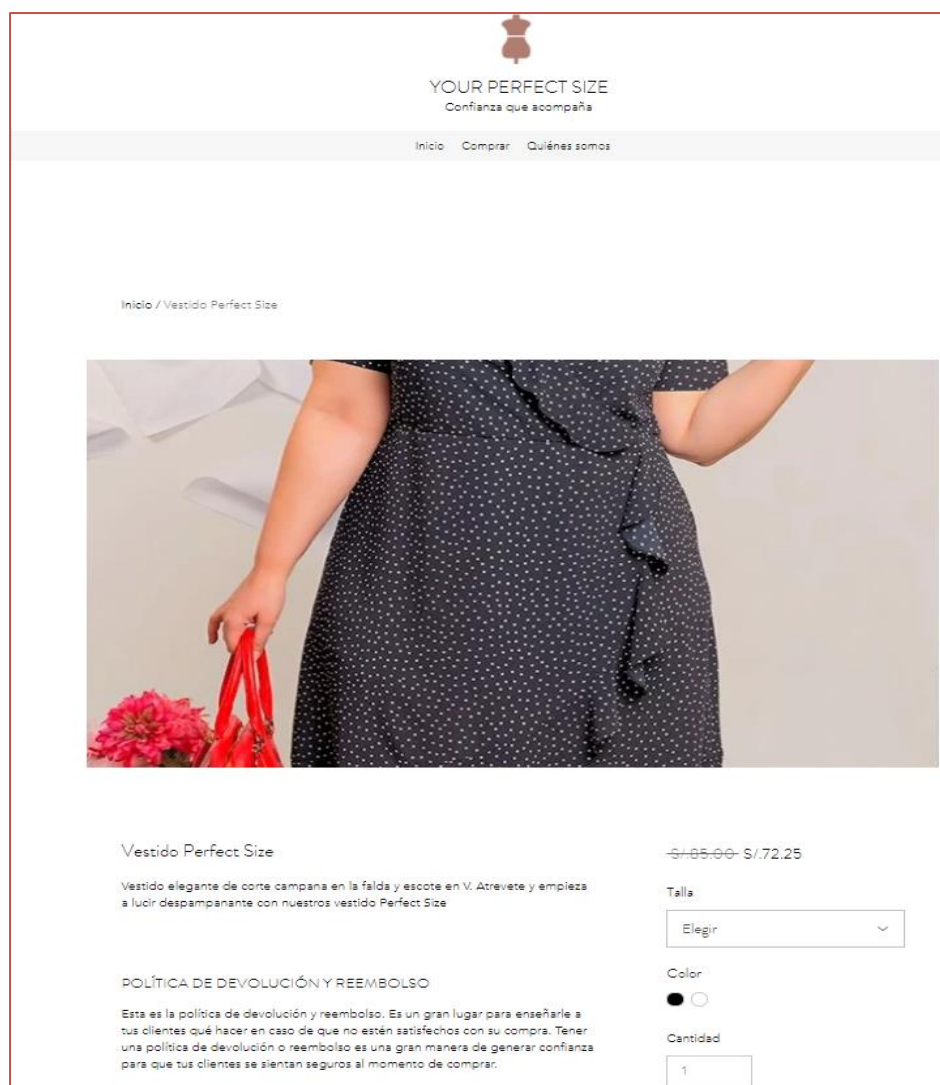 YOUR PERFECT SIZE
Confianza que acompaña
Inicio Comprar Quiénes somos
Inicio / Vestido Perfect Size
Vestido Perfect Size
Vestido elegante de corte campana en la falda y escote en V. Atrevete y empieza
a lucir despampanante con nuestros vestido Perfect Size
POLÍTICA DE DEVOLUCIÓN Y REEMBOLSO
Esta es la política de devolución y reembolso. Es un gran lugar para enseñarle a
tus clientes qué hacer en caso de que no estén satisfechos con su compra. Tener
una política de devolución o reembolso es una gran manera de generar confianza
para que tus clientes se sientan seguros al momento de comprar.
S/.85.00 S/.72.25
Talla
Elegir
Color
Cantidad
1